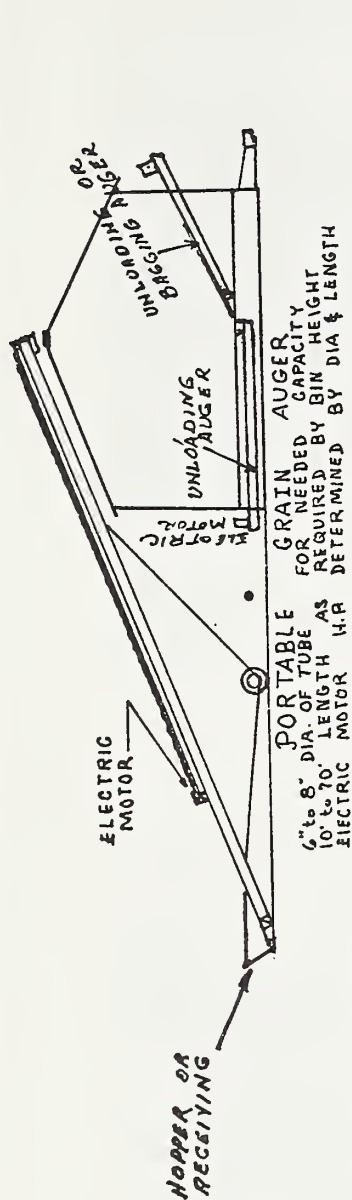 HOPPER OR
RECEIVING
ELECTRIC
MOTOR
ELECTRIC
MOTOR
UNLOADING
AUGER
UNLOADING AUGER
OR
BAGGING
PORTABLE GRAIN AUGER
6" to 8" DIA. OF TUBE FOR NEEDED CAPACITY
10' to 70' LENGTH AS REQUIRED BY BIN HEIGHT
ELECTRIC MOTOR H.P DETERMINED BY DIA & LENGTH